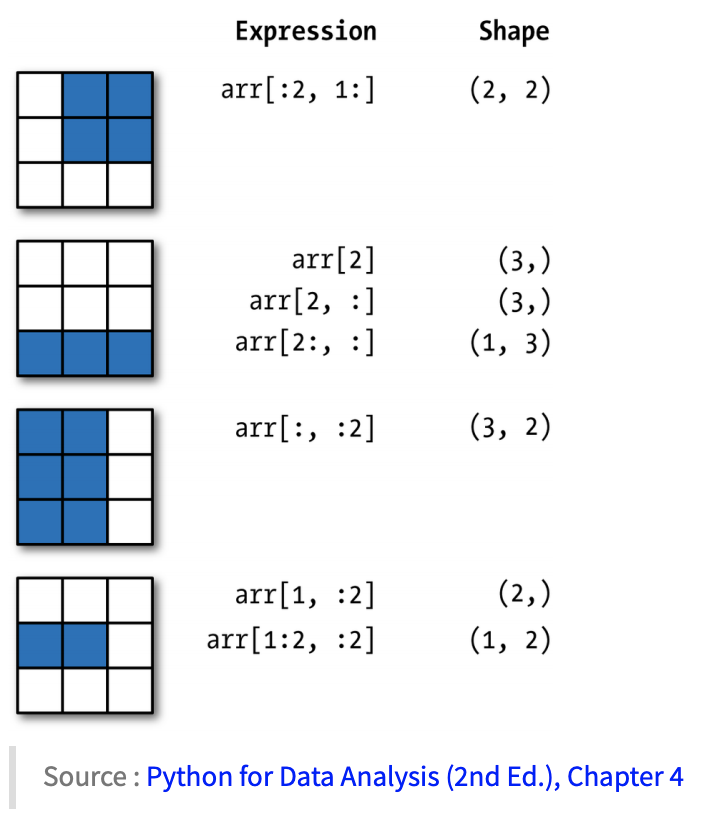 Expression Shape
arr[:2, 1:] (2, 2)
arr[2] (3,)
arr[2, :] (3,)
arr[2:, :] (1, 3)
arr[:, :2] (3, 2)
arr[1, :2] (2,)
arr[1:2, :2] (1, 2)
Source : Python for Data Analysis (2nd Ed.), Chapter 4